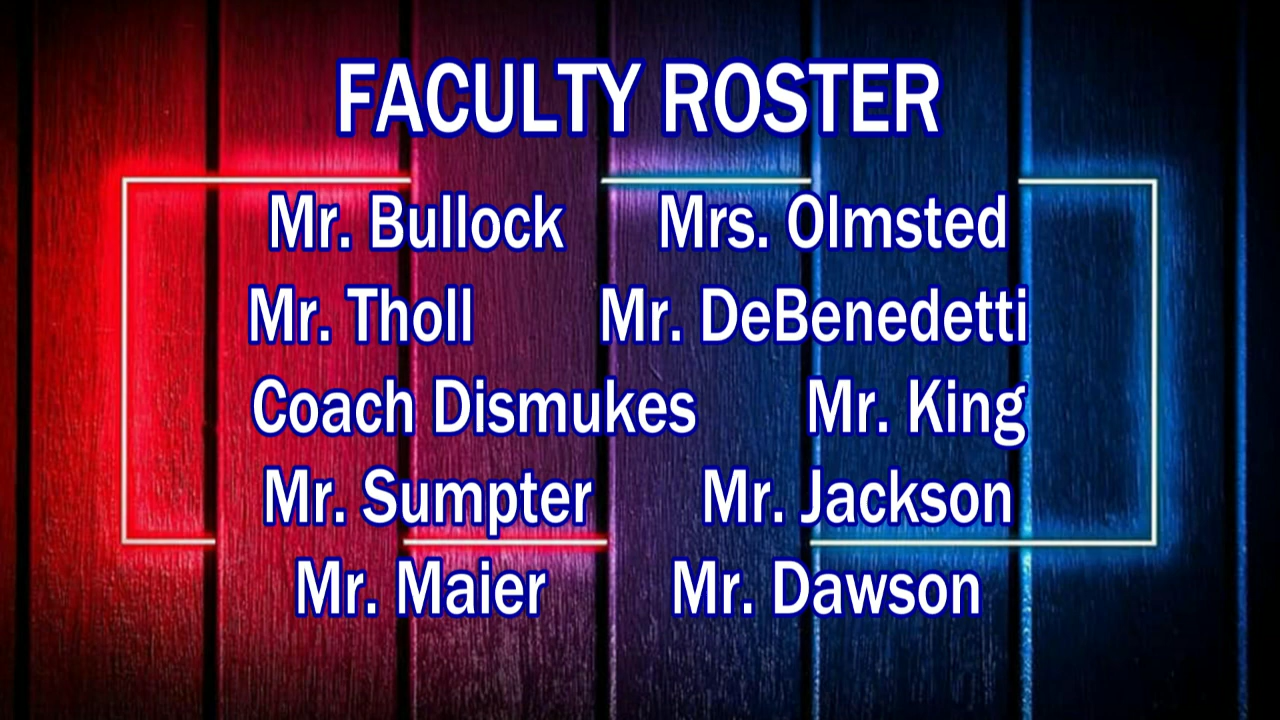 FACULTY ROSTER
Mr. Bullock Mrs. Olmsted
Mr. Tholl Mr. DeBenedetti
Coach Dismukes Mr. King
Mr. Sumpter Mr. Jackson
Mr. Maier Mr. Dawson